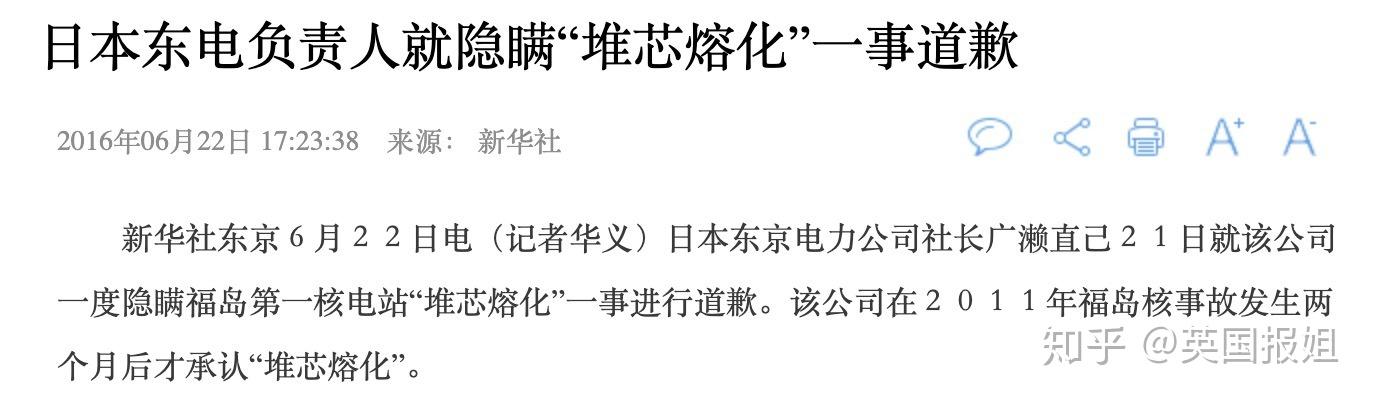 日本东电负责人就隐瞒“堆芯熔化”一事道歉
2016年06月22日 17:23:38 来源： 新华社
A+ A-
新华社东京６月２２日电（记者华义）日本东京电力公司社长广濑直己２１日就该公司
一度隐瞒福岛第一核电站“堆芯熔化”一事进行道歉。该公司在２０１１年福岛核事故发生两
个月后才承认“堆芯熔化”。
知乎 @英国报姐